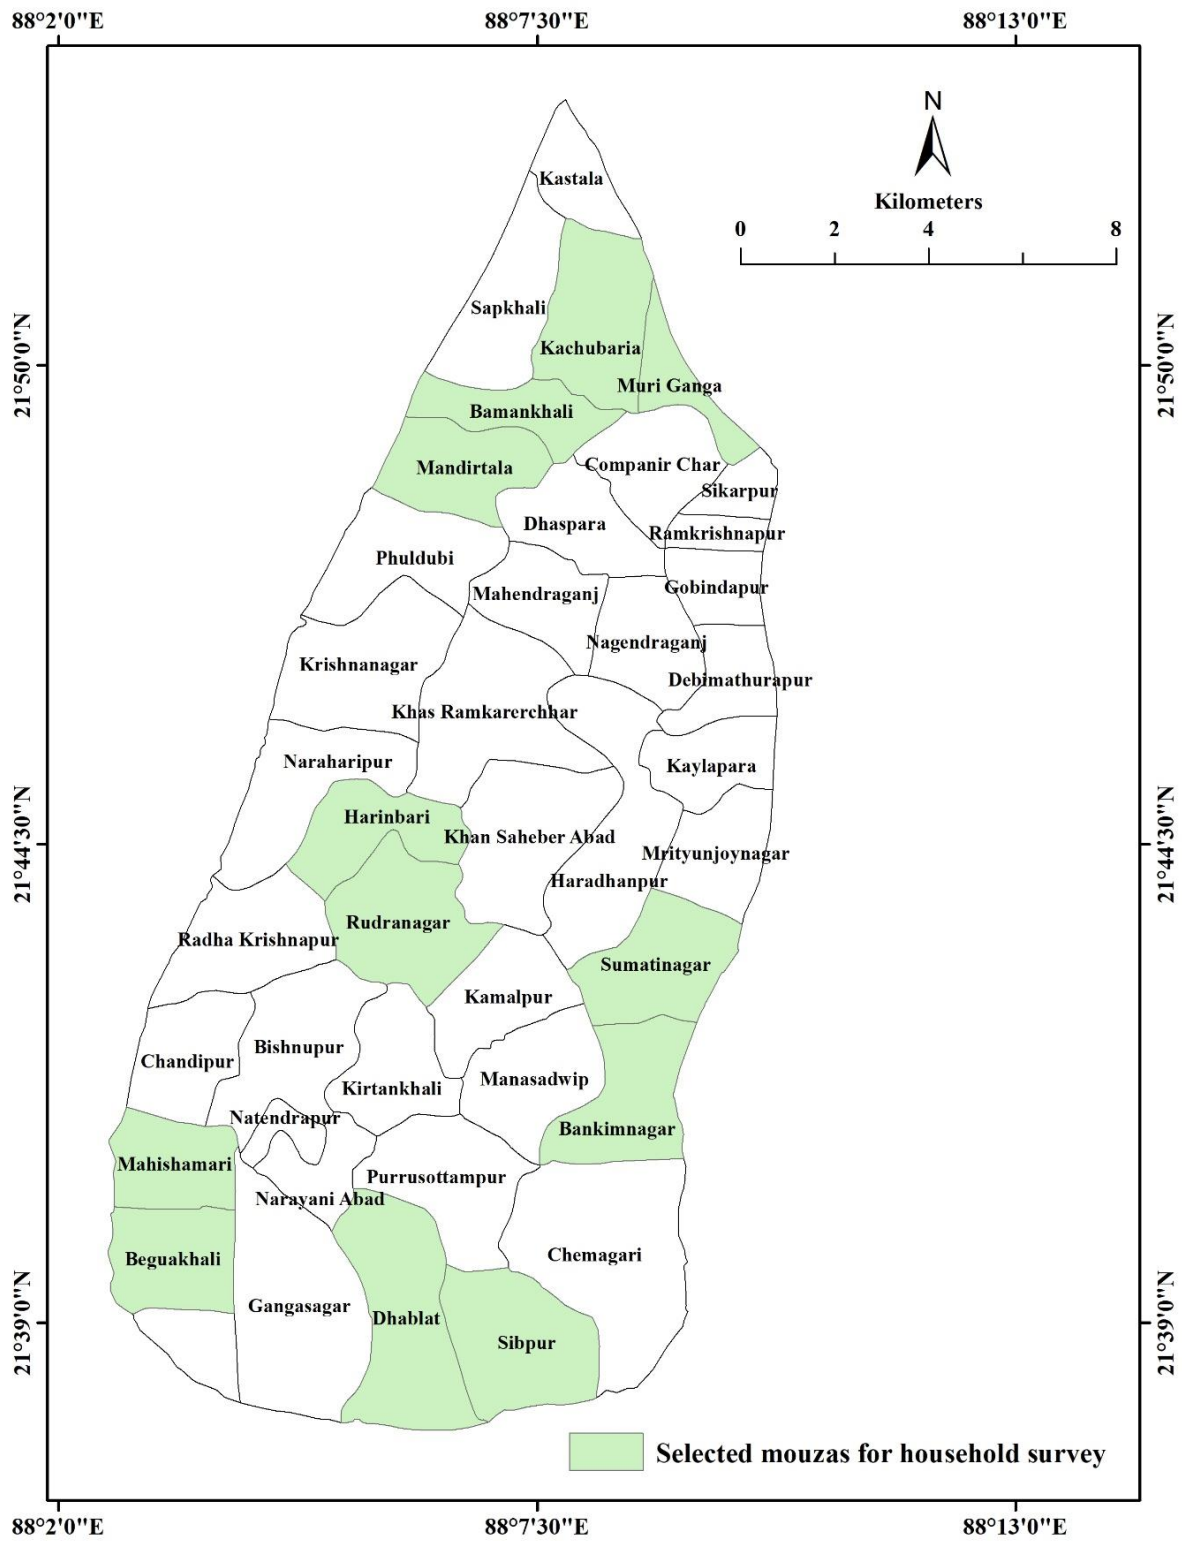 88°2'0"E
88°7'30"E
88°13'0"E
N
Kilometers
0 2 4 8
Kastala
Sapkhali
Kachubaria
21°50'0"N
21°50'0"N
Muri Ganga
Bamankhali
Mandirtala
Companir Char
Sikarpur
Dhaspara
Ramkrishnapur
Phuldubi
Mahendraganj
Gobindapur
Nagendraganj
Krishnanagar
Debimathurapur
Khas Ramkarerchhar
Naraharipur
Kaylapara
Harinbari
Khan Saheber Abad
21°44'30"N
21°44'30"N
Mrityunjoynagar
Haradhanpur
Rudranagar
Radha Krishnapur
Sumatinagar
Kamalpur
Bishnupur
Chandipur
Manasadwip
Kirtankhali
Natendrapur
Bankimnagar
Mahishamari
Purrusottampur
Narayani Abad
Chemagari
Beguakhali
Gangasagar
Dhablat
21°39'0"N
21°39'0"N
Sibpur
Selected mouzas for household survey
88°2'0"E
88°7'30"E
88°13'0"E